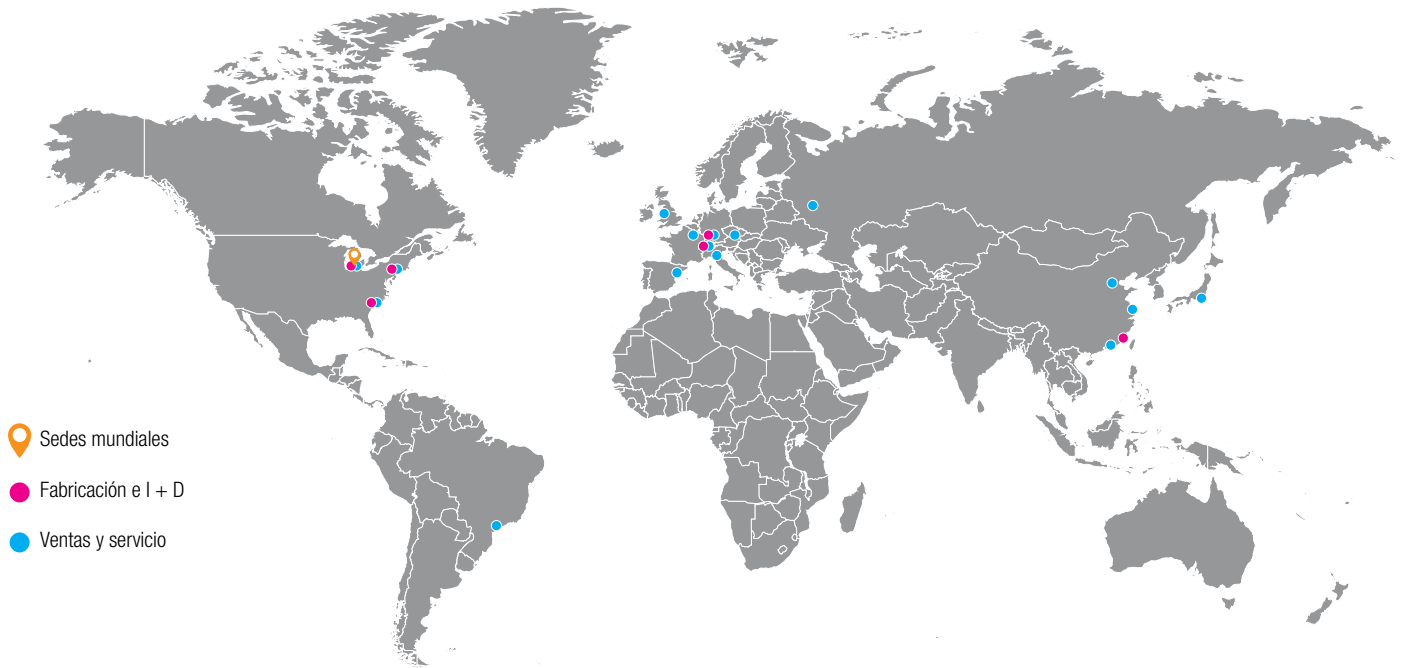 Sedes mundiales
Fabricación e I + D
Ventas y servicio